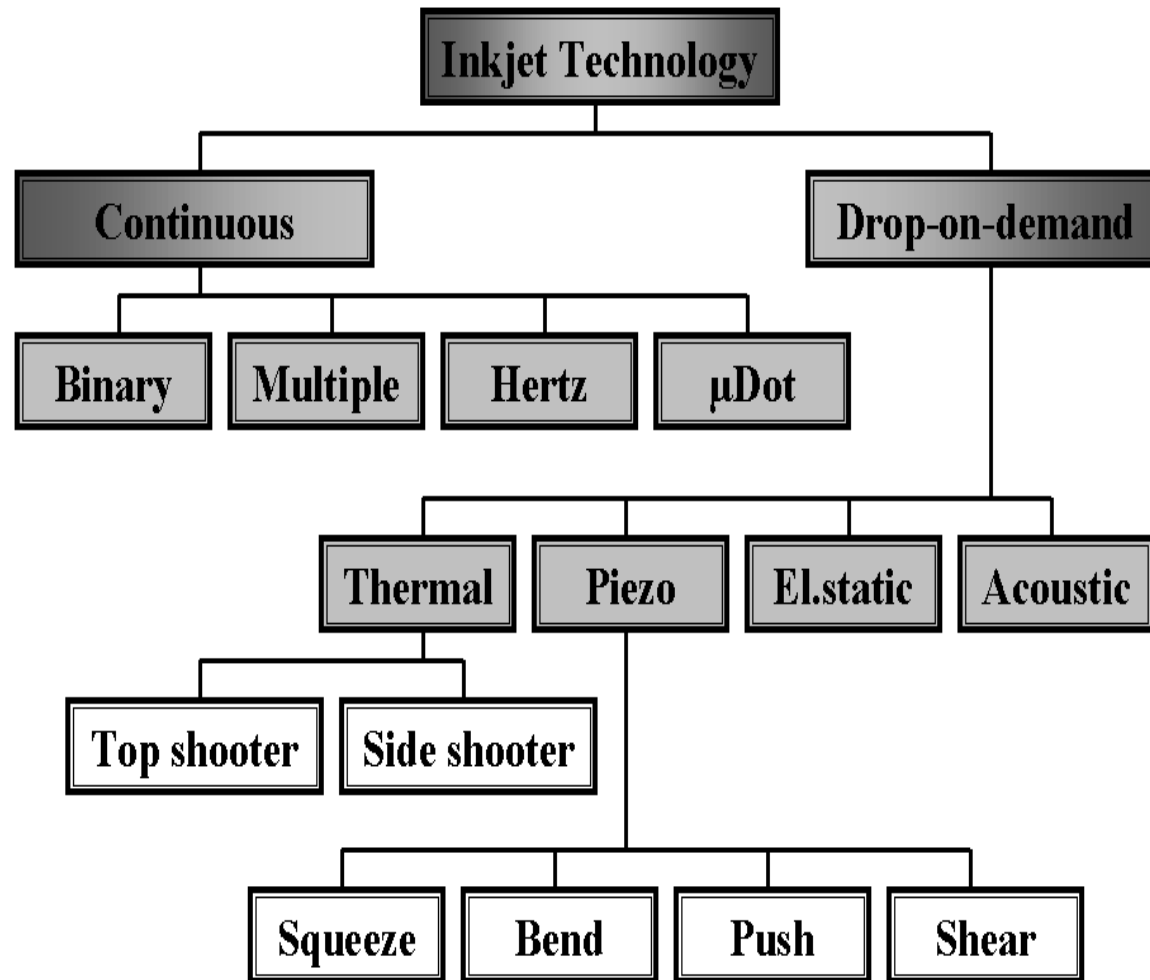 Inkjet Technology
Continuous
Drop-on-demand
Binary
Multiple
Hertz
µDot
Thermal
Piezo
El.static
Acoustic
Top shooter
Side shooter
Squeeze
Bend
Push
Shear